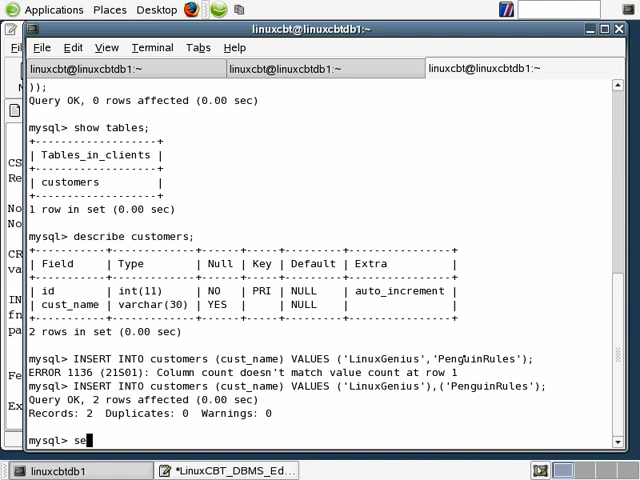 Applications Places Desktop
linuxcbt@linuxcbtdb1:~
File Edit View Terminal Tabs Help
linuxcbt@linuxcbtdb1:~ linuxcbt@linuxcbtdb1:~ linuxcbt@linuxcbtdb1:~
));
Query OK, 0 rows affected (0.00 sec)
mysql> show tables;
+-------------------+
| Tables_in_clients |
+-------------------+
| customers         |
+-------------------+
1 row in set (0.00 sec)
mysql> describe customers;
+-----------+-------------+------+-----+---------+----------------+
| Field     | Type        | Null | Key | Default | Extra          |
+-----------+-------------+------+-----+---------+----------------+
| id        | int(11)     | NO   | PRI | NULL    | auto_increment |
| cust_name | varchar(30) | YES  |     | NULL    |                |
+-----------+-------------+------+-----+---------+----------------+
2 rows in set (0.00 sec)
mysql> INSERT INTO customers (cust_name) VALUES ('LinuxGenius','PenguinRules');
ERROR 1136 (21S01): Column count doesn't match value count at row 1
mysql> INSERT INTO customers (cust_name) VALUES ('LinuxGenius'),('PenguinRules');
Query OK, 2 rows affected (0.00 sec)
Records: 2  Duplicates: 0  Warnings: 0
mysql> se
linuxcbtdb1 *LinuxCBT_DBMS_Ed...